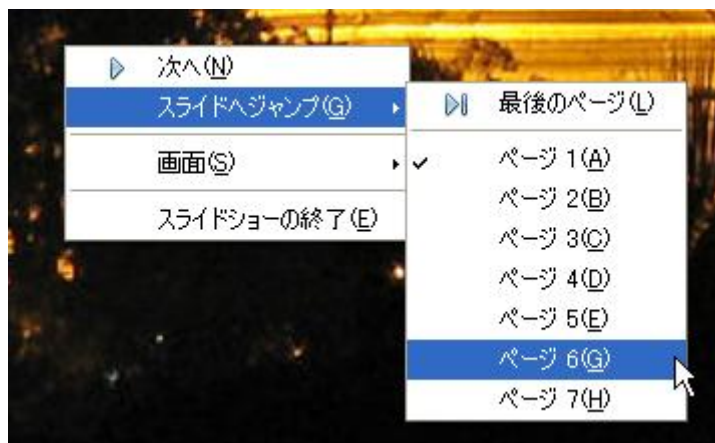 次へ(N)
スライドへジャンプ(G)
画面(S)
スライドショーの終了(E)
最後のページ(L)
ページ 1(A)
ページ 2(B)
ページ 3(C)
ページ 4(D)
ページ 5(E)
ページ 6(G)
ページ 7(H)